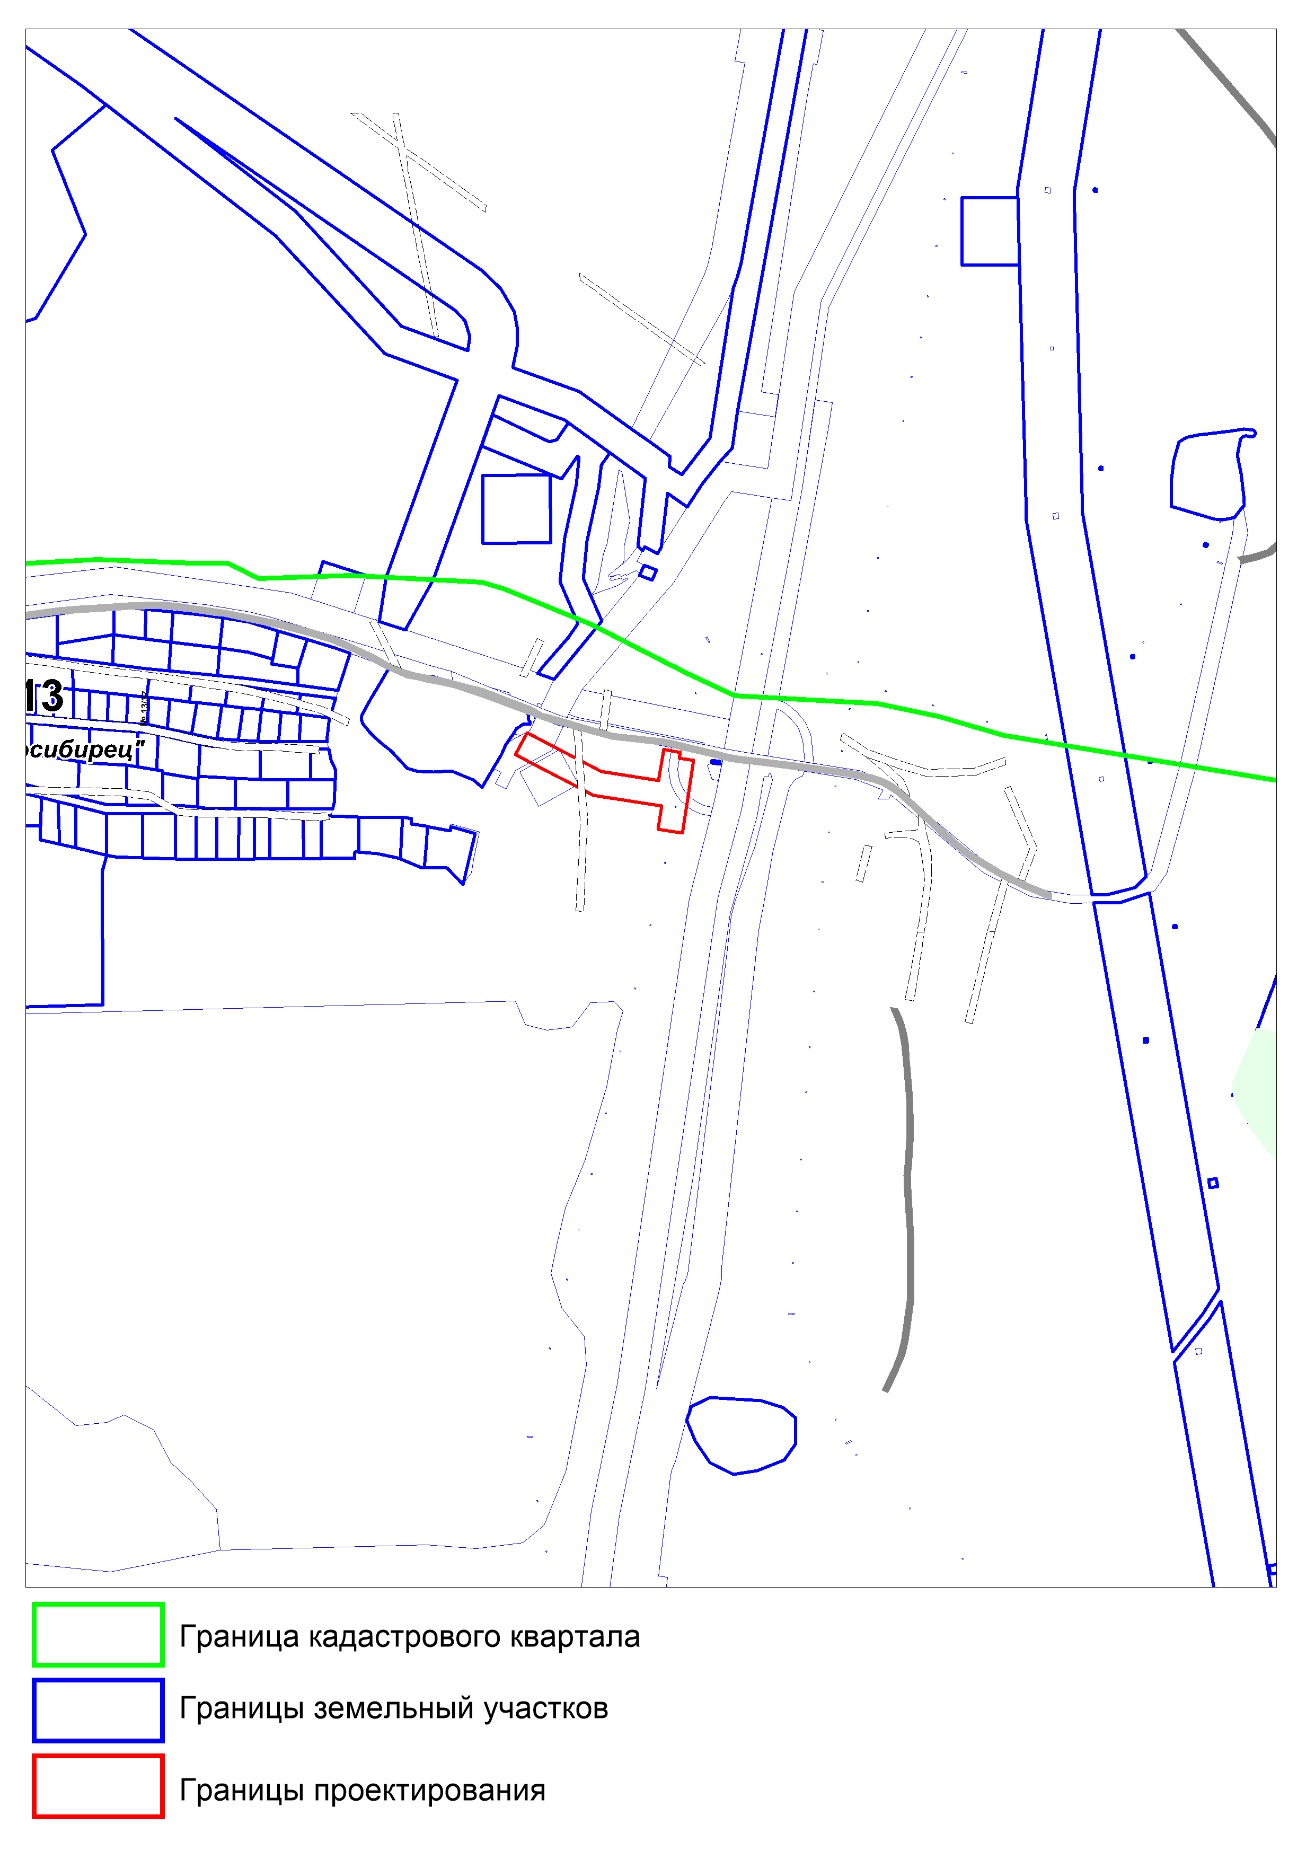 13
осибирец"
Граница кадастрового квартала
Границы земельный участков
Границы проектирования